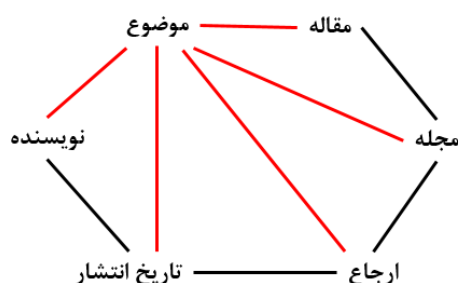 موضوع
مقاله
نویسنده
مجله
تاریخ انتشار
ارجاع